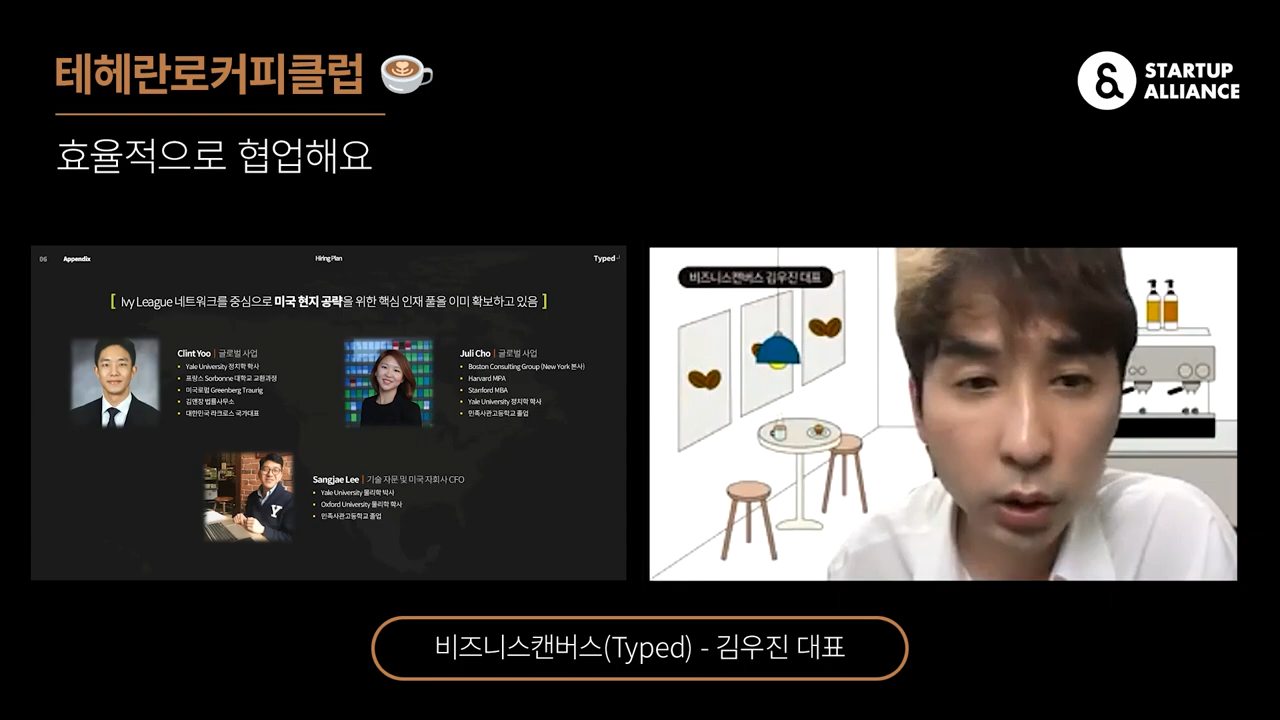 테헤란로커피클럽
STARTUP
ALLIANCE
효율적으로 협업해요
06 Appendix
Hiring Plan
Typed
[ Ivy League 네트워크를 중심으로 미국 현지 공략을 위한 핵심 인재 풀을 이미 확보하고 있음 ]
Clint Yoo | 글로벌 사업
• Yale University 정치학 학사
• 프랑스 Sorbonne 대학교 교환과정
• 미국로펌 Greenberg Traurig
• 김앤장 법률사무소
• 대한민국 라크로스 국가대표
Juli Cho | 글로벌 사업
• Boston Consulting Group (New York 본사)
• Harvard MPA
• Stanford MBA
• Yale University 정치학 학사
• 민족사관고등학교 졸업
Sangjae Lee | 기술 자문 및 미국 자회사 CFO
• Yale University 물리학 박사
• Oxford University 물리학 학사
• 민족사관고등학교 졸업
Y
비즈니스캔버스 김우진 대표
비즈니스캔버스(Typed) - 김우진 대표